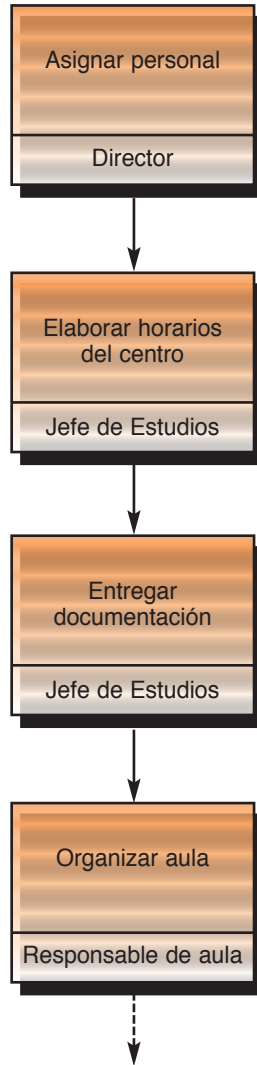 Asignar personal
Director
Elaborar horarios
del centro
Jefe de Estudios
Entregar
documentación
Jefe de Estudios
Organizar aula
Responsable de aula